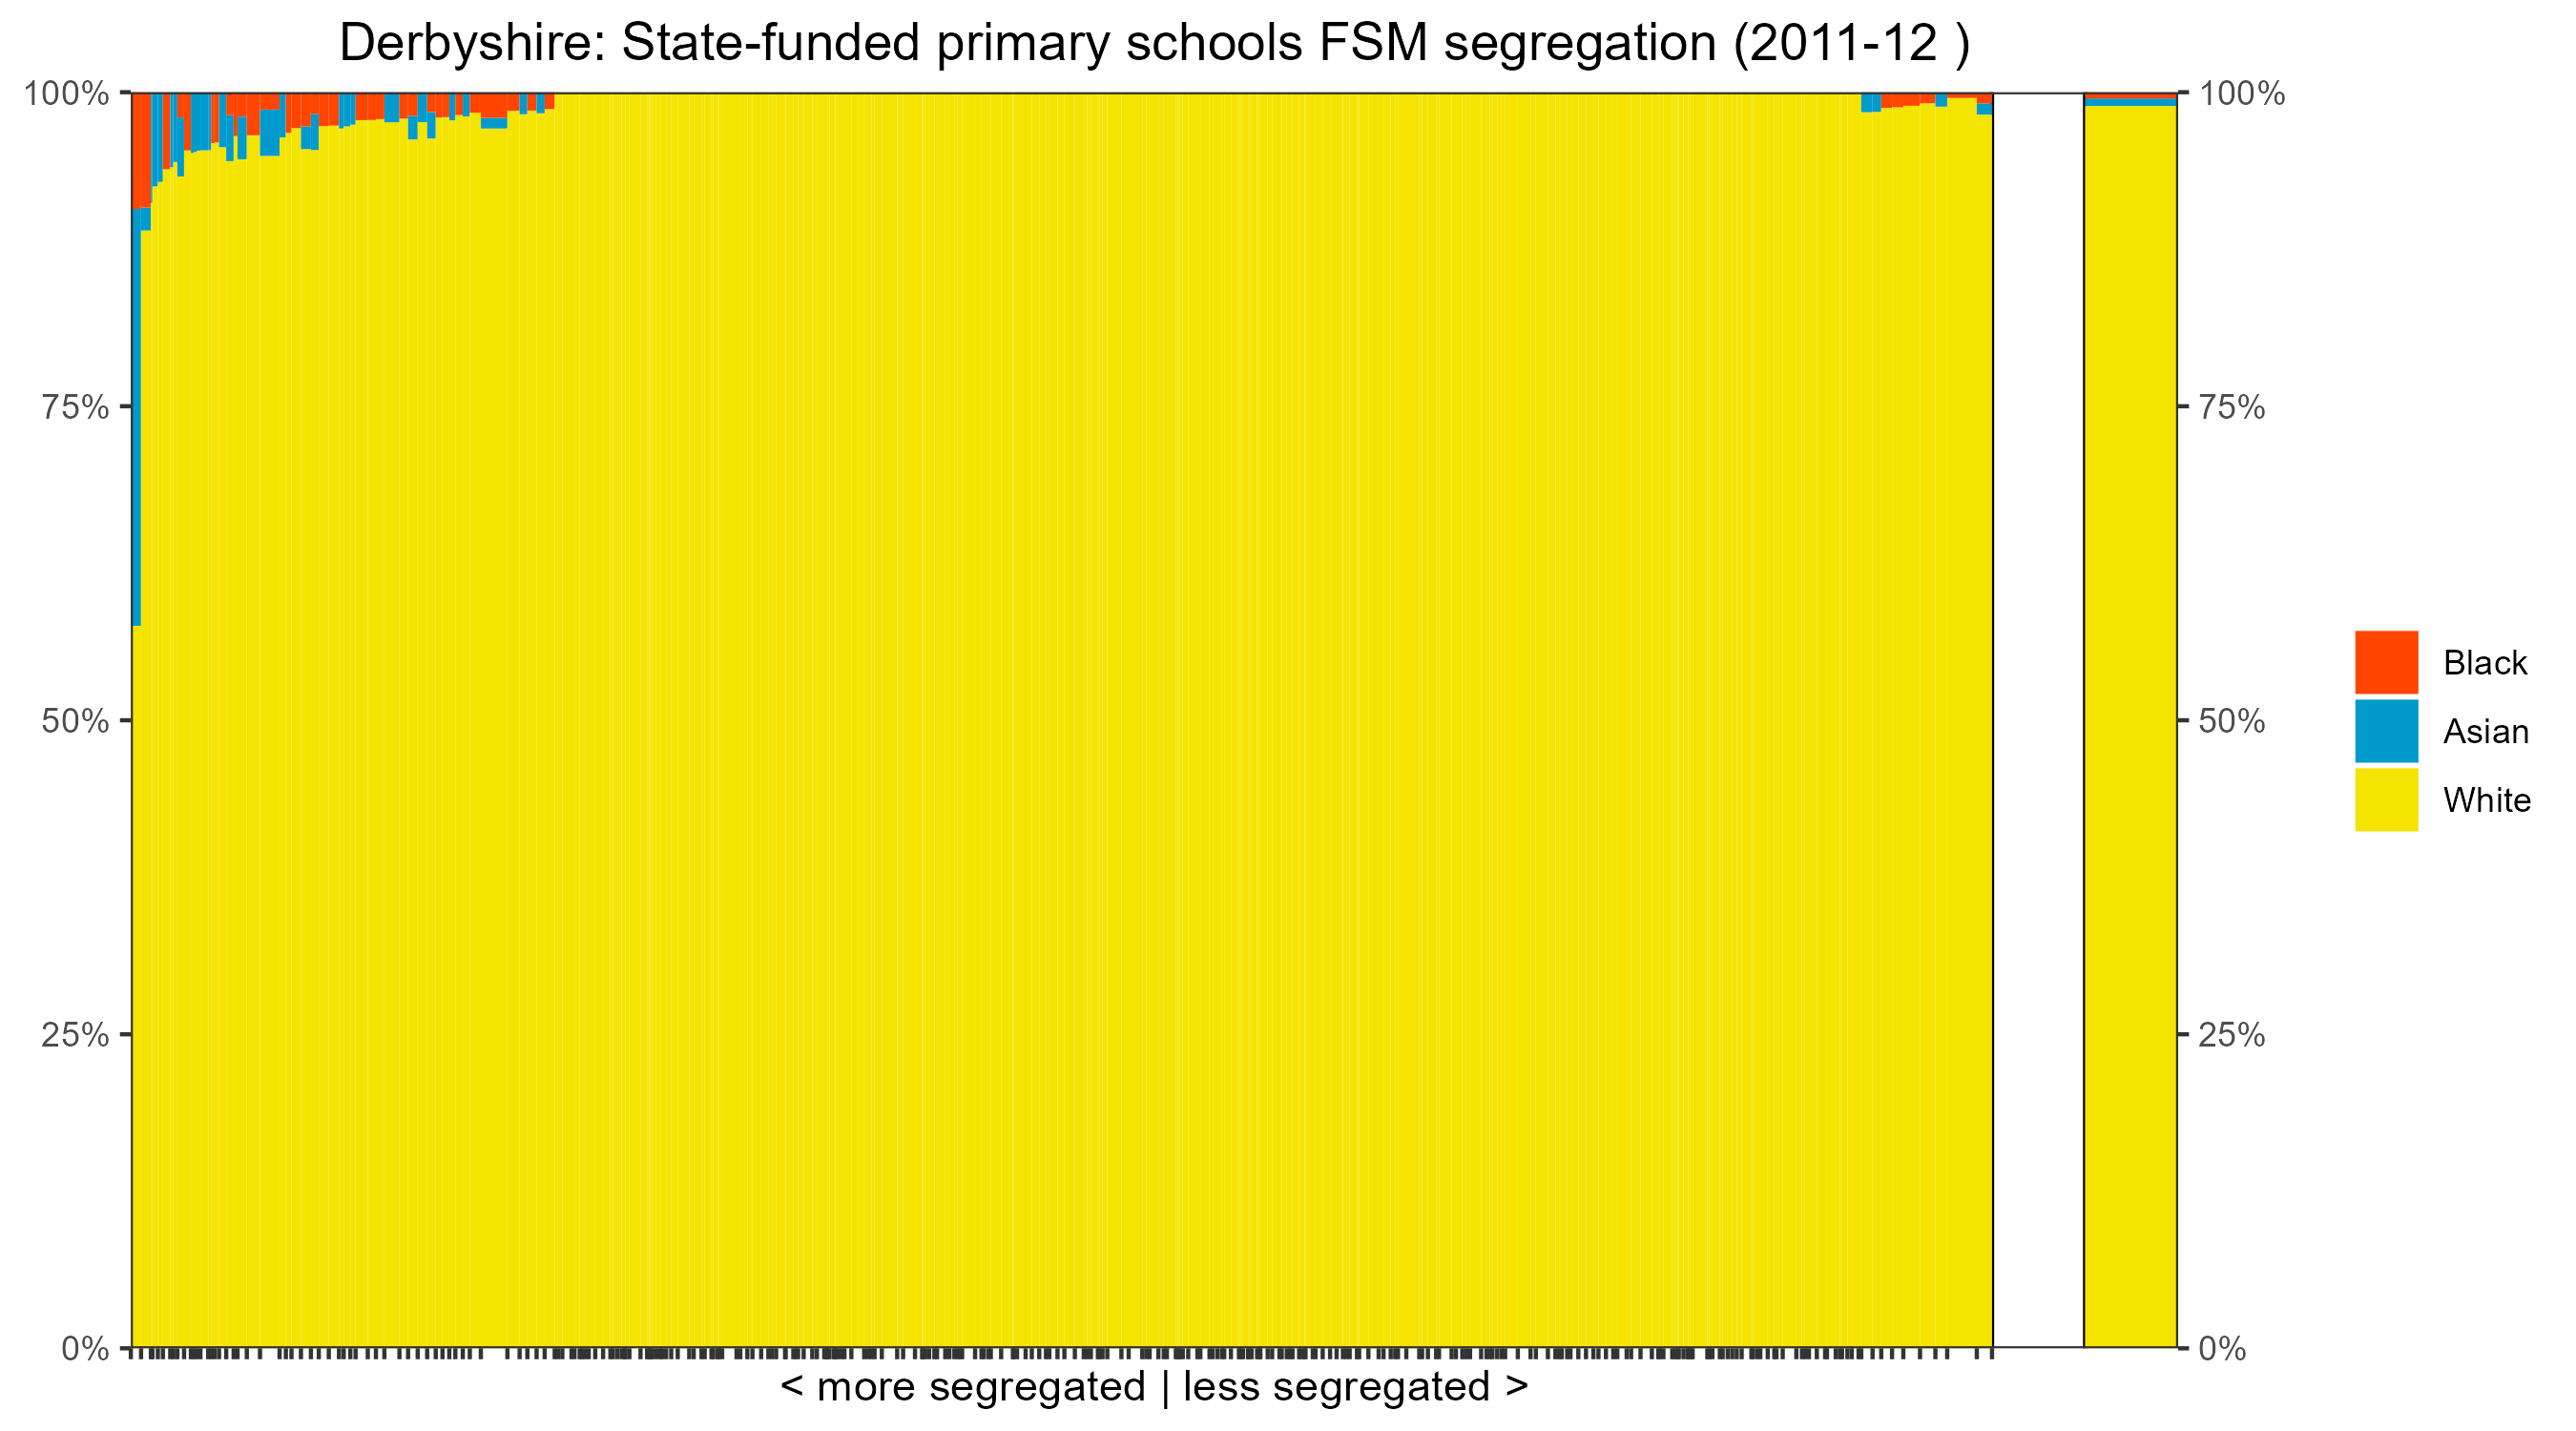 Derbyshire: State-funded primary schools FSM segregation (2011-12 )
100%
75%
50%
25%
0%
100%
75%
50%
25%
0%
Black
Asian
White
< more segregated | less segregated >